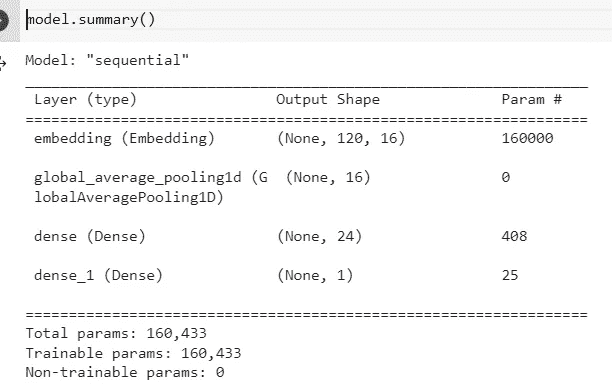 model.summary()
Model: "sequential"
Layer (type) Output Shape Param #
embedding (Embedding) (None, 120, 16) 160000
global_average_pooling1d (G (None, 16) 0
lobalAveragePooling1D)
dense (Dense) (None, 24) 408
dense_1 (Dense) (None, 1) 25
Total params: 160,433
Trainable params: 160,433
Non-trainable params: 0